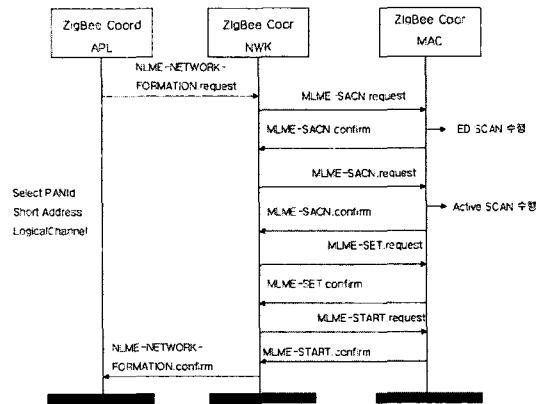 ZigBee Coord
APL
ZigBee Coor
NWK
ZigBee Coor
MAC
NLME-NETWORK-
FORMATION.request
MLME-SACN.request
MLME-SACN.confirm
ED SCAN 수행
MLME-SACN.request
Select PANId
Short Address
LogicalChannel
MLME-SACN.confirm
Active SCAN 수행
MLME-SET.request
MLME-SET.confirm
MLME-START.request
NLME-NETWORK-
FORMATION.confirm
MLME-START.confirm